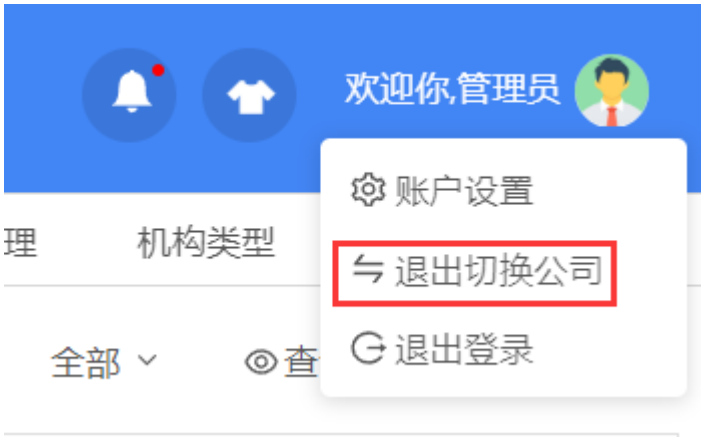 欢迎你,管理员
账户设置
理 机构类型
退出切换公司
全部 查
退出登录